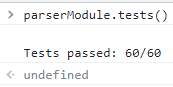 > parserModule.tests()
Tests passed: 60/60
<· undefined